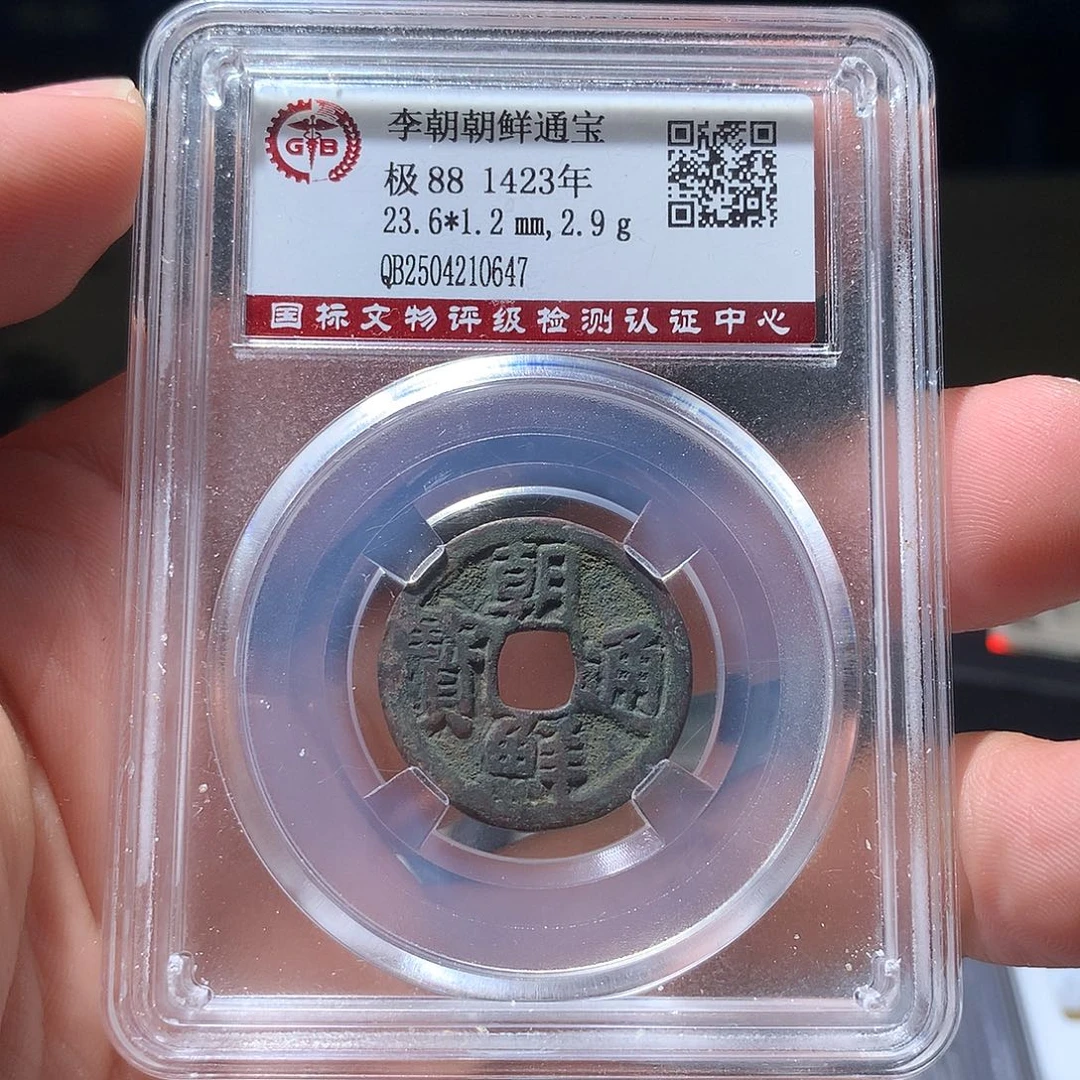 GB
李朝朝鲜通宝
极 88 1423年
23.6*1.2 mm,2.9 g
QB2504210647
国标文物评级检测认证中心
朝鮮通寳